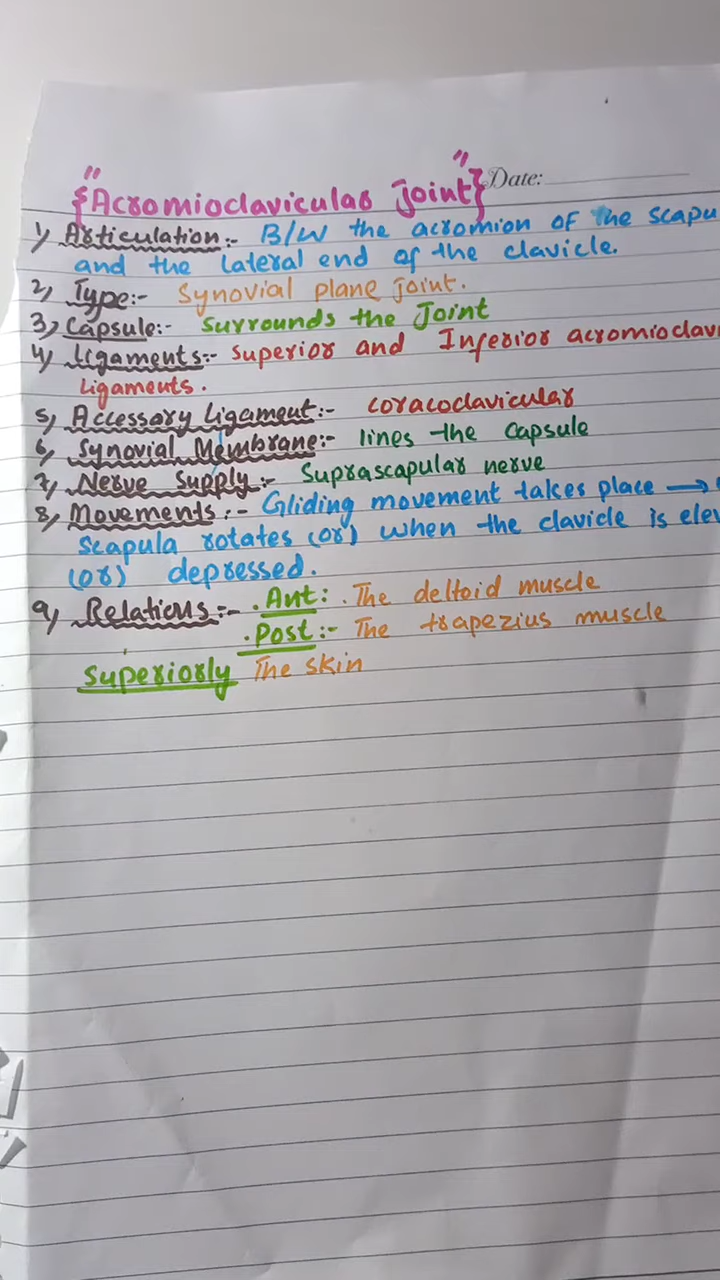 "{Acromioclavicular Joint"}
Date:
1) Articulation:- B/W the acromion of the scapu
and the lateral end of the clavicle.
2) Type:- Synovial plane joint.
3) Capsule:- Surrounds the Joint
4) Ligaments:- Superior and Inferior acromioclavi
Ligaments.
5) Accessory Ligament:- coracoclavicular
6) Synovial Membrane:- lines the capsule
7) Nerve Supply:- Suprascapular nerve
8) Movements:- Gliding movement takes place →
Scapula rotates (or) when the clavicle is elev
(or) depressed.
9) Relations:- . Ant: . The deltoid muscle
. Post:- The trapezius muscle
Superiorly The skin